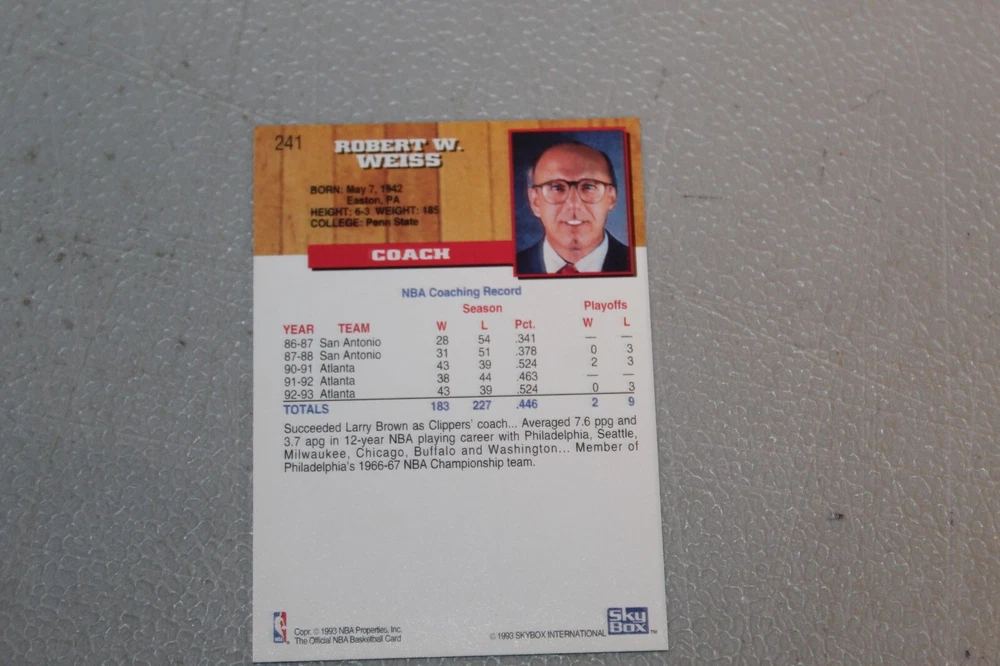 241
ROBERT W.
WEISS
BORN: May 7, 1942
Easton, PA
HEIGHT: 6-3 WEIGHT: 185
COLLEGE: Penn State
COACH
NBA Coaching Record
Season Playoffs
YEAR TEAM W L Pct. W L
86-87 San Antonio 28 54 .341 — —
87-88 San Antonio 31 51 .378 0 3
90-91 Atlanta 43 39 .524 2 3
91-92 Atlanta 38 44 .463 — —
92-93 Atlanta 43 39 .524 0 3
TOTALS 183 227 .446 2 9
Succeeded Larry Brown as Clippers' coach... Averaged 7.6 ppg and
3.7 apg in 12-year NBA playing career with Philadelphia, Seattle,
Milwaukee, Chicago, Buffalo and Washington... Member of
Philadelphia's 1966-67 NBA Championship team.
NBA
Copr. © 1993 NBA Properties, Inc.
The Official NBA Basketball Card
© 1993 SKYBOX INTERNATIONAL
Sky
Box™